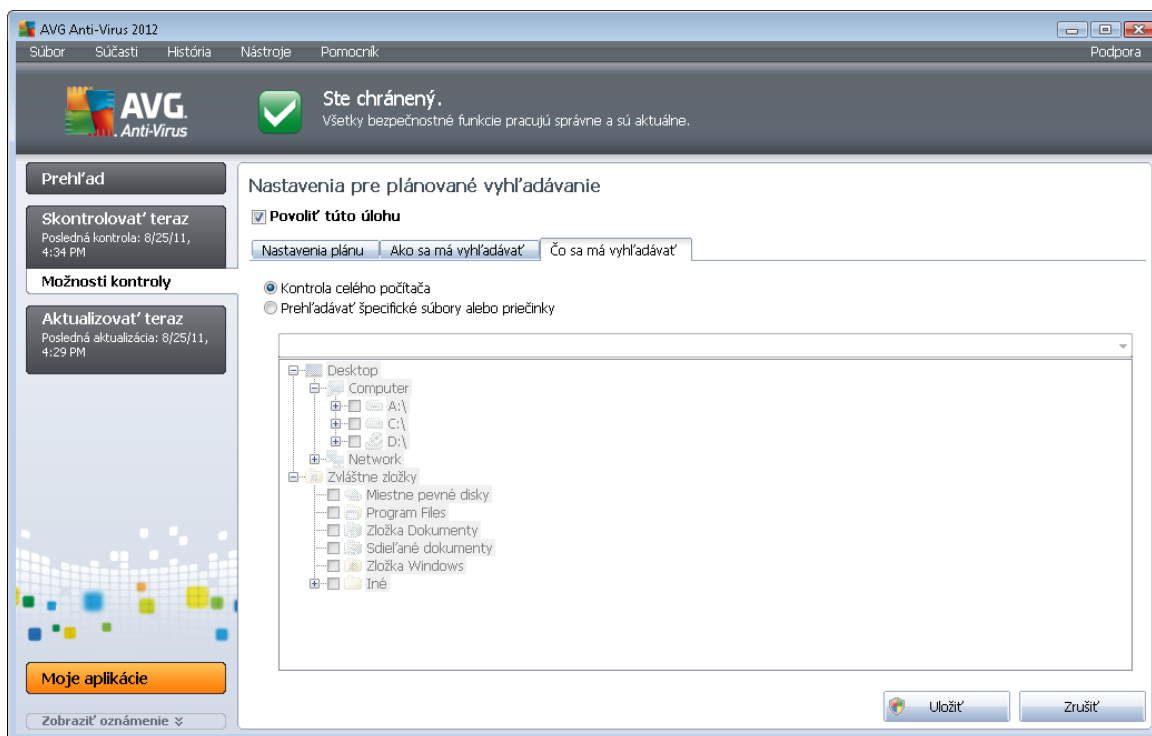 AVG Anti-Virus 2012
Súbor Súčasti História Nástroje Pomocník Podpora
AVG.
Anti-Virus
Ste chránený.
Všetky bezpečnostné funkcie pracujú správne a sú aktuálne.
Prehľad
Skontrolovať teraz
Posledná kontrola: 8/25/11,
4:34 PM
Možnosti kontroly
Aktualizovať teraz
Posledná aktualizácia: 8/25/11,
4:29 PM
Moje aplikácie
Zobraziť oznámenie
Nastavenia pre plánované vyhľadávanie
Povoliť túto úlohu
Nastavenia plánu Ako sa má vyhľadávať Čo sa má vyhľadávať
Kontrola celého počítača
Prehľadávať špecifické súbory alebo priečinky
Desktop
Computer
A:\
C:\
D:\
Network
Zvláštne zložky
Miestne pevné disky
Program Files
Zložka Dokumenty
Sdieľané dokumenty
Zložka Windows
Iné
Uložiť Zrušiť